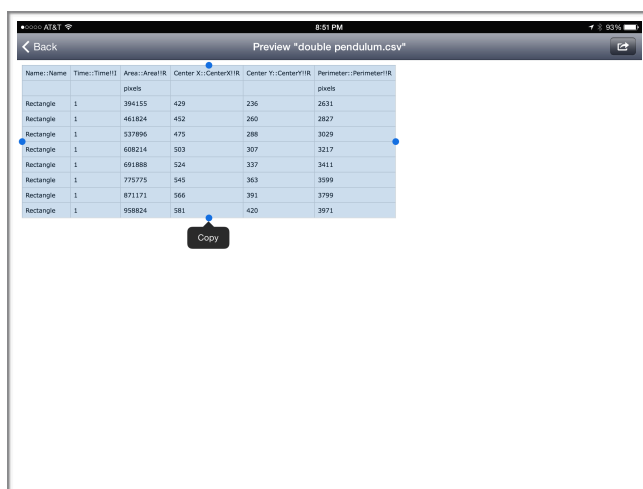 AT&T 8:51 PM 93%
Back Preview "double pendulum.csv"
Name::Name Time::Time!!I Area::Area!!R Center X::CenterX!!R Center Y::CenterY!!R Perimeter::Perimeter!!R
pixels pixels
Rectangle 1 394155 429 236 2631
Rectangle 1 461824 452 260 2827
Rectangle 1 537896 475 288 3029
Rectangle 1 608214 503 307 3217
Rectangle 1 691888 524 337 3411
Rectangle 1 775775 545 363 3599
Rectangle 1 871171 566 391 3799
Rectangle 1 958824 581 420 3971
Copy